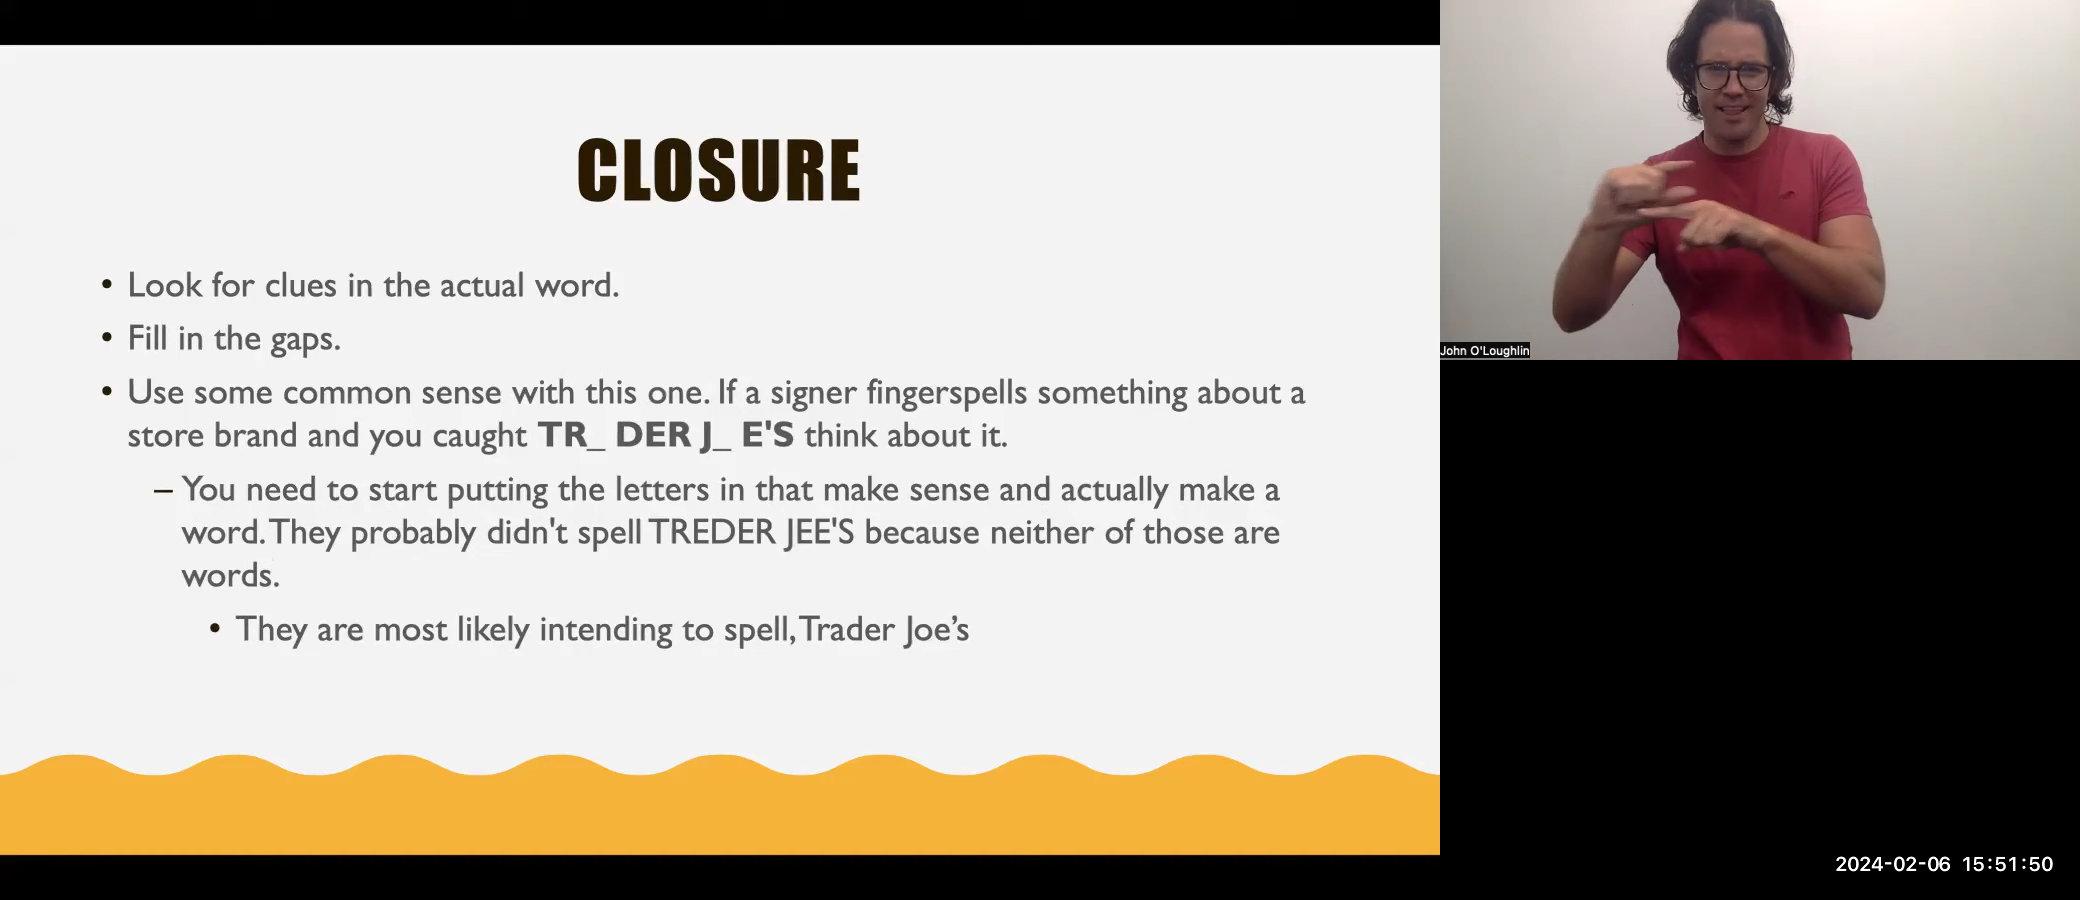 CLOSURE
• Look for clues in the actual word.
• Fill in the gaps.
• Use some common sense with this one. If a signer fingerspells something about a
store brand and you caught TR_ DER J_ E'S think about it.
– You need to start putting the letters in that make sense and actually make a
word. They probably didn't spell TREDER JEE'S because neither of those are
words.
• They are most likely intending to spell, Trader Joe’s
John O'Loughlin
2024-02-06 15:51:50